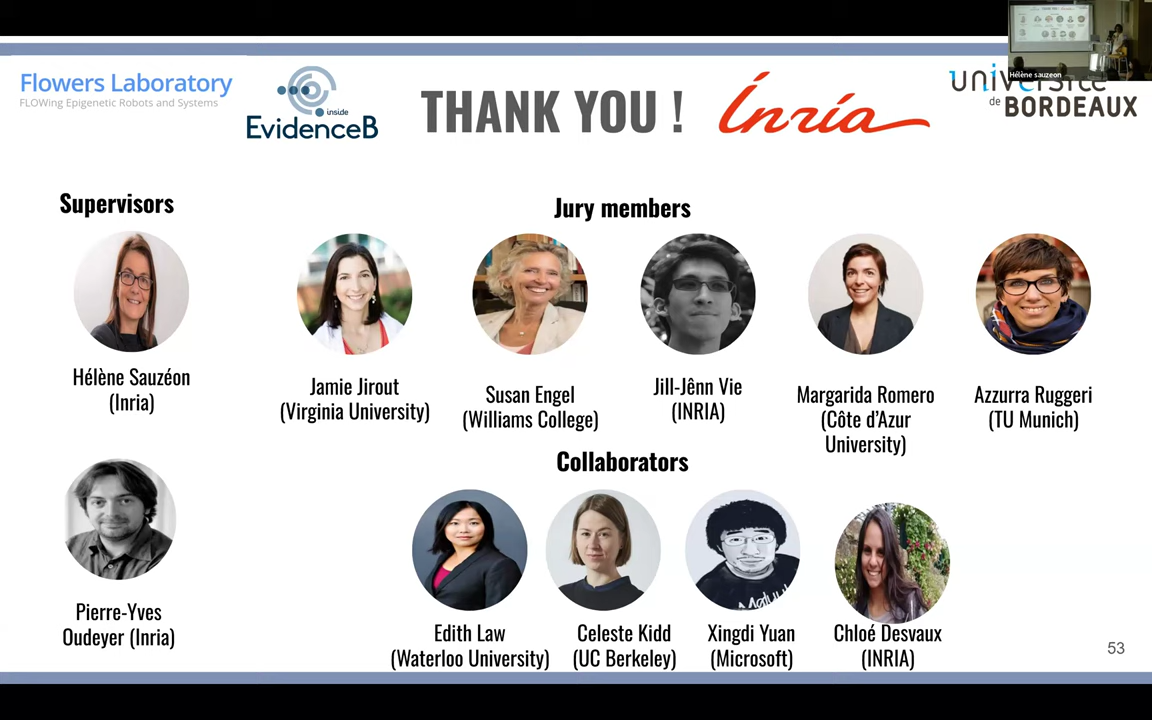 Hélène sauzeon
Flowers Laboratory
FLOWing Epigenetic Robots and Systems
inside
EvidenceB
THANK YOU !
Inria
université
de BORDEAUX
Supervisors
Jury members
Hélène Sauzéon
(Inria)
Jamie Jirout
(Virginia University)
Susan Engel
(Williams College)
Jill-Jênn Vie
(INRIA)
Margarida Romero
(Côte d’Azur
University)
Azzurra Ruggeri
(TU Munich)
Collaborators
Pierre-Yves
Oudeyer (Inria)
Edith Law
(Waterloo University)
Celeste Kidd
(UC Berkeley)
Xingdi Yuan
(Microsoft)
Chloé Desvaux
(INRIA)
53